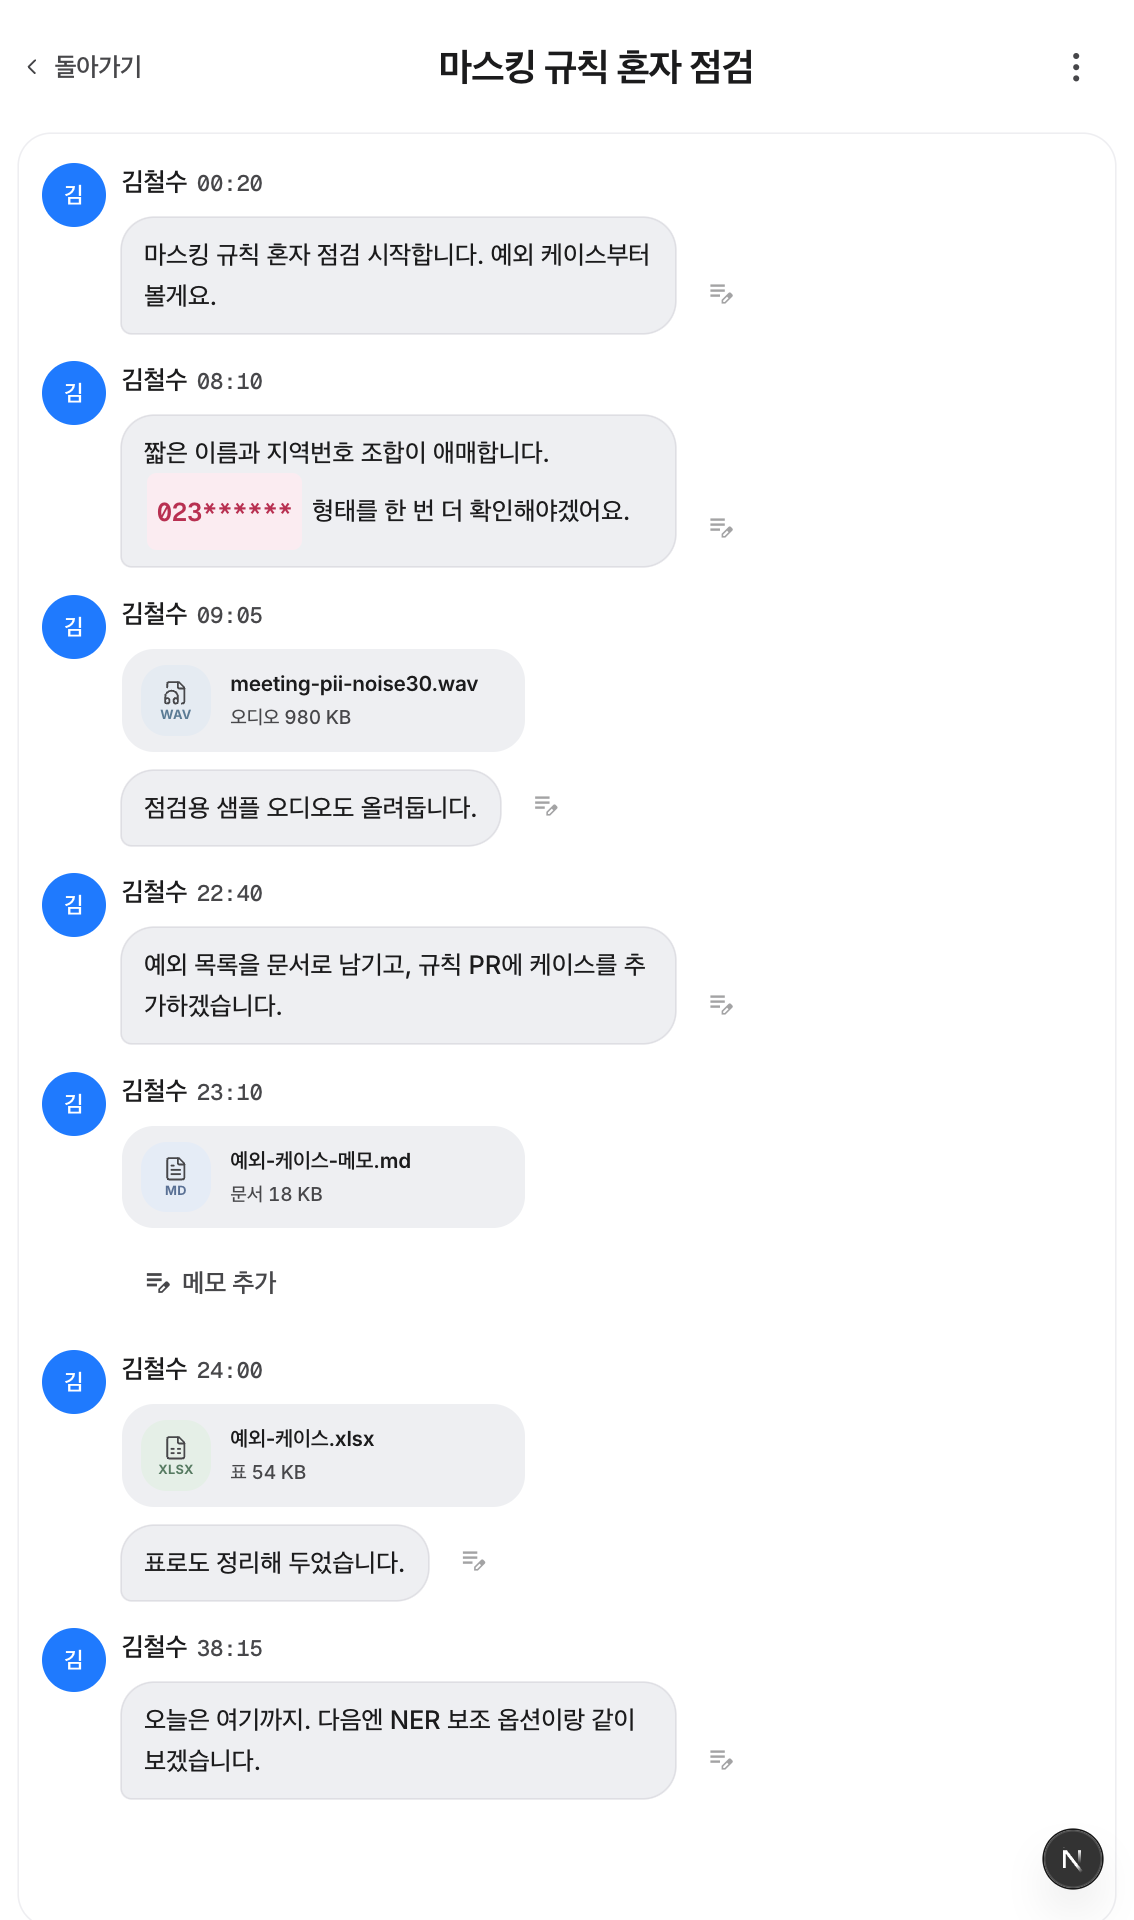 돌아가기
마스킹 규칙 혼자 점검
김
김철수 00:20
마스킹 규칙 혼자 점검 시작합니다. 예외 케이스부터
볼게요.
김
김철수 08:10
짧은 이름과 지역번호 조합이 애매합니다.
023****** 형태를 한 번 더 확인해야겠어요.
김
김철수 09:05
WAV
meeting-pii-noise30.wav
오디오 980 KB
점검용 샘플 오디오도 올려둡니다.
김
김철수 22:40
예외 목록을 문서로 남기고, 규칙 PR에 케이스를 추
가하겠습니다.
김
김철수 23:10
MD
예외-케이스-메모.md
문서 18 KB
메모 추가
김
김철수 24:00
XLSX
예외-케이스.xlsx
표 54 KB
표로도 정리해 두었습니다.
김
김철수 38:15
오늘은 여기까지. 다음엔 NER 보조 옵션이랑 같이
보겠습니다.
N